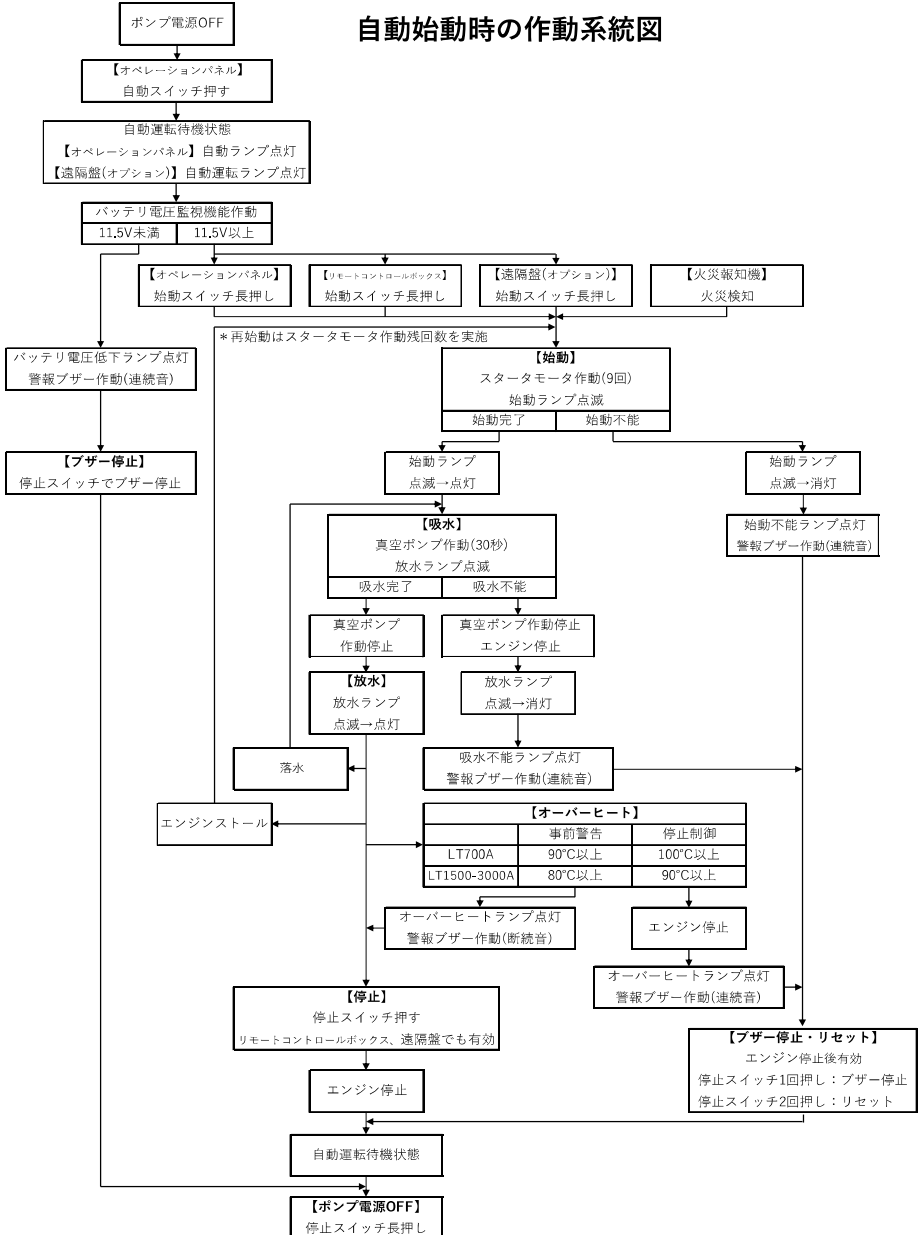 自動始動時の作動系統図
ポンプ電源OFF
【オペレーションパネル】
自動スイッチ押す
自動運転待機状態
【オペレーションパネル】自動ランプ点灯
【遠隔盤(オプション)】自動運転ランプ点灯
バッテリ電圧監視機能作動
11.5V未満 11.5V以上
【オペレーションパネル】
始動スイッチ長押し
【リモートコントロールボックス】
始動スイッチ長押し
【遠隔盤(オプション)】
始動スイッチ長押し
【火災報知機】
火災検知
＊再始動はスタータモータ作動残回数を実施
バッテリ電圧低下ランプ点灯
警報ブザー作動(連続音)
【ブザー停止】
停止スイッチでブザー停止
【始動】
スタータモータ作動(9回)
始動ランプ点滅
始動完了 始動不能
始動ランプ
点滅→点灯
始動ランプ
点滅→消灯
始動不能ランプ点灯
警報ブザー作動(連続音)
【吸水】
真空ポンプ作動(30秒)
放水ランプ点滅
吸水完了 吸水不能
真空ポンプ
作動停止
真空ポンプ作動停止
エンジン停止
【放水】
放水ランプ
点滅→点灯
放水ランプ
点滅→消灯
落水
吸水不能ランプ点灯
警報ブザー作動(連続音)
エンジンストール
【オーバーヒート】
事前警告 停止制御
LT700A 90℃以上 100℃以上
LT1500-3000A 80℃以上 90℃以上
オーバーヒートランプ点灯
警報ブザー作動(断続音)
エンジン停止
オーバーヒートランプ点灯
警報ブザー作動(連続音)
【停止】
停止スイッチ押す
リモートコントロールボックス、遠隔盤でも有効
【ブザー停止・リセット】
エンジン停止後有効
停止スイッチ1回押し：ブザー停止
停止スイッチ2回押し：リセット
エンジン停止
自動運転待機状態
【ポンプ電源OFF】
停止スイッチ長押し